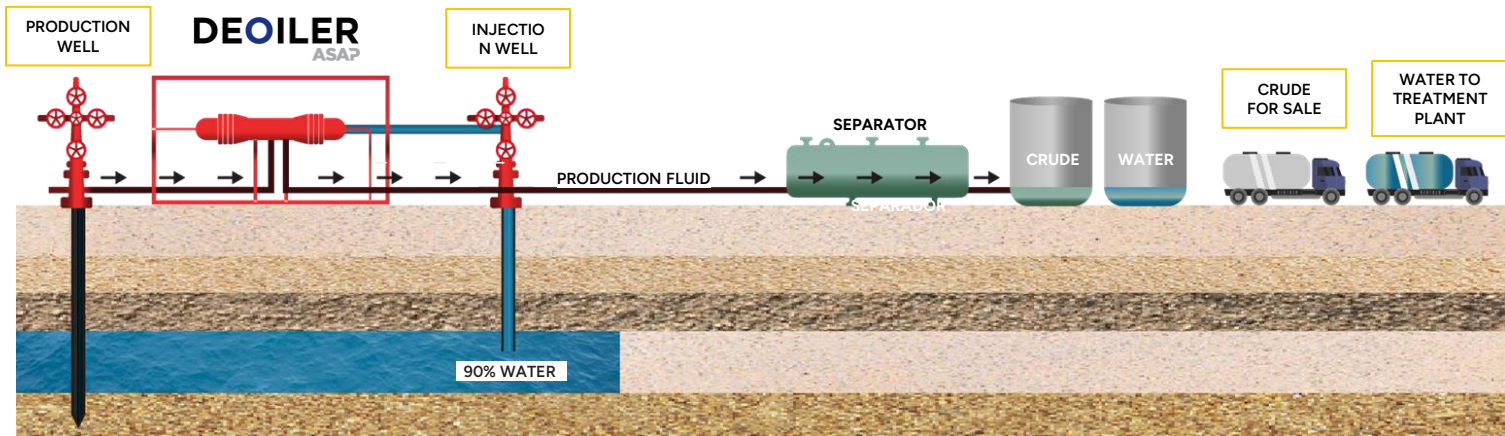 PRODUCTION
WELL
DEOILER
ASAP
INJECTIO
N WELL
CRUDE
FOR SALE
WATER TO
TREATMENT
PLANT
SEPARATOR
CRUDE
WATER
PRODUCTION FLUID
SEPARADOR
90% WATER